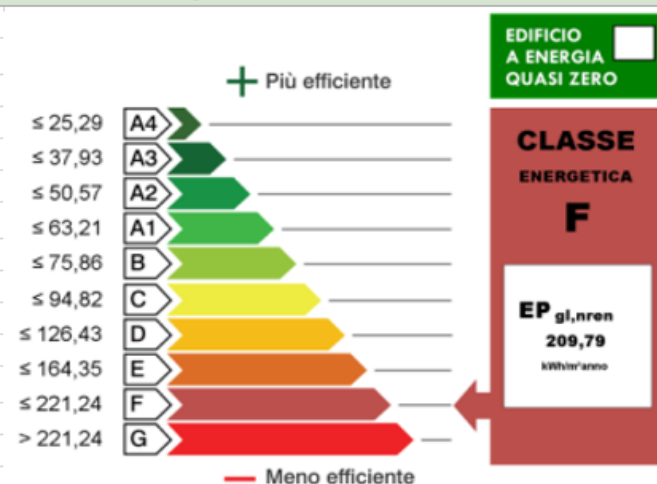 EDIFICIO
A ENERGIA
QUASI ZERO
+ Più efficiente
≤ 25,29 A4
≤ 37,93 A3
≤ 50,57 A2
≤ 63,21 A1
≤ 75,86 B
≤ 94,82 C
≤ 126,43 D
≤ 164,35 E
≤ 221,24 F
> 221,24 G
— Meno efficiente
CLASSE
ENERGETICA
F
EP gl,nren
209,79
kWh/m²anno